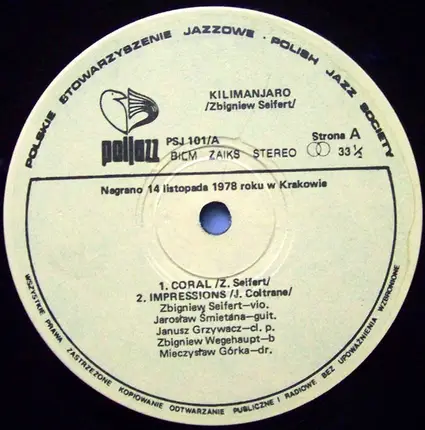 POLSKIE STOWARZYSZENIE JAZZOWE · POLISH JAZZ SOCIETY
KILIMANJARO
/Zbigniew Seifert/
poljazz
PSJ 101/A
Strona A
BIEM ZAIKS STEREO 33⅓
Nagrano 14 listopada 1978 roku w Krakowie
1. CORAL /Z. Seifert/
2. IMPRESSIONS /J. Coltrane/
Zbigniew Seifert—vio.
Jarosław Śmietana—guit.
Janusz Grzywacz—cl. p.
Zbigniew Wegehaupt—b
Mieczysław Górka—dr.
WSZYSTKIE PRAWA ZASTRZEŻONE KOPIOWANIE ODTWARZANIE PUBLICZNE I RADIOWE BEZ UPOWAŻNIENIA WZBRONIONE